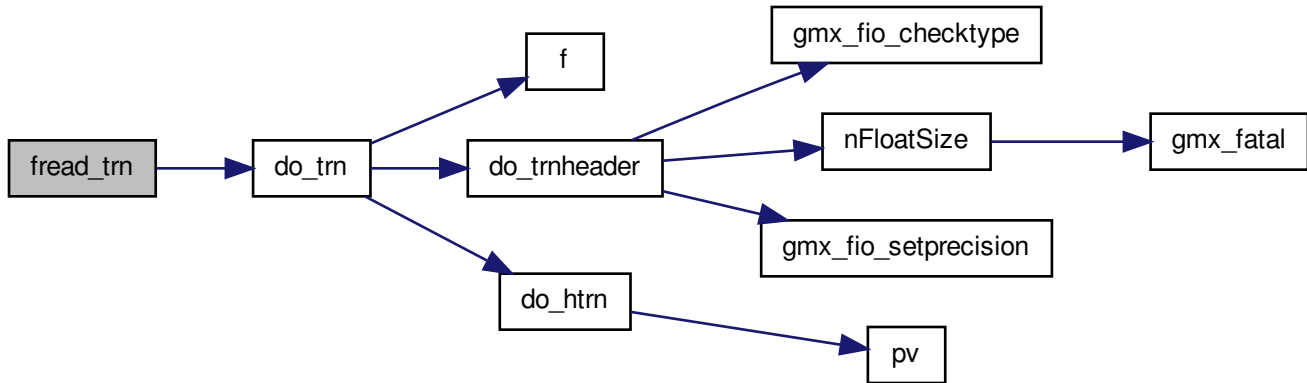 fread_trn
do_trn
f
do_trnheader
do_htrn
gmx_fio_checktype
nFloatSize
gmx_fio_setprecision
pv
gmx_fatal